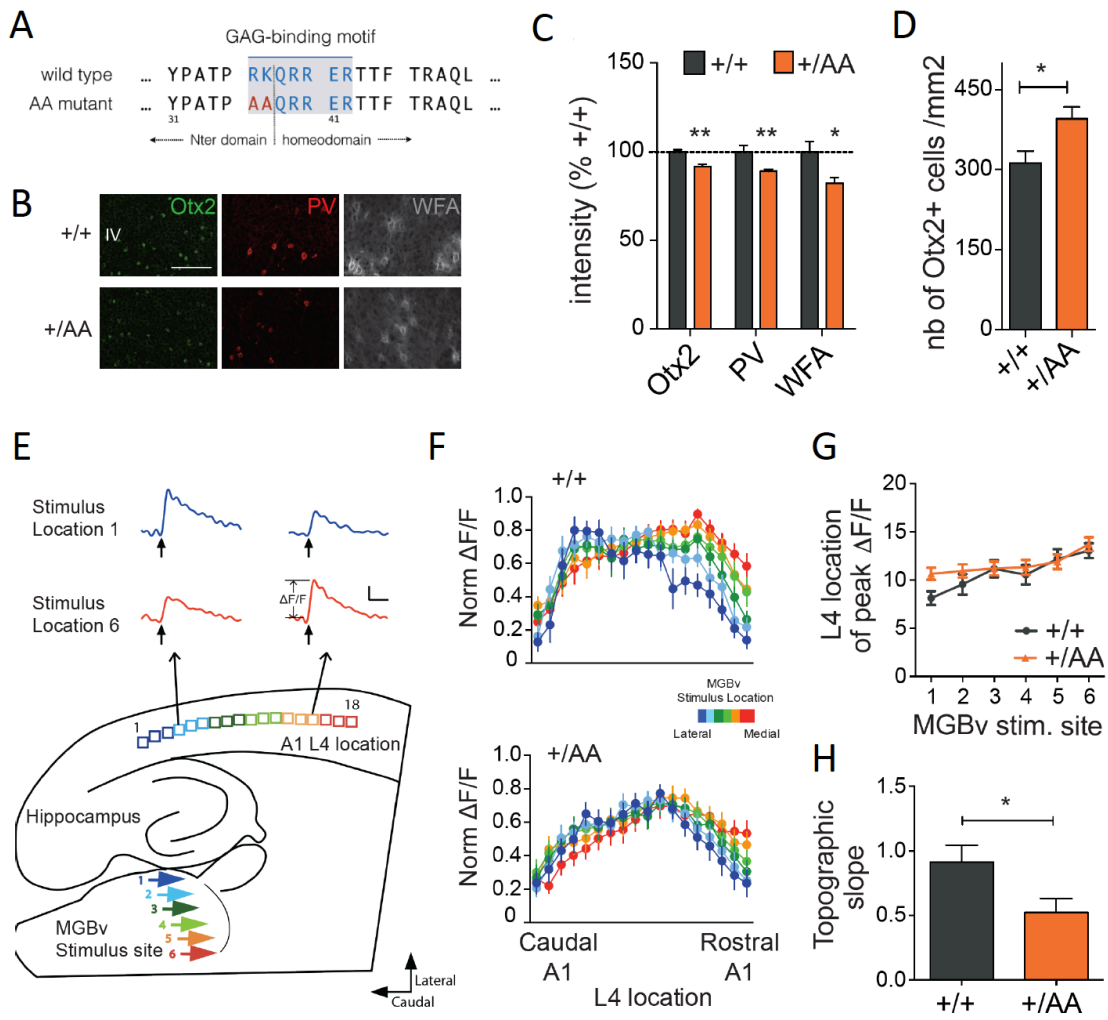 A
GAG-binding motif
wild type ... YPATP RKQRR ERTTF TRAQL ...
AA mutant ... YPATP AAQRR ERTTF TRAQL ...
31 41
Nter domain homeodomain
B
Otx2 PV WFA
+/+ IV
+/AA
C
+/+ +/AA
intensity (% +/+)
150
100
100
50
0
** ** *
Otx2 PV WFA
D
nb of Otx2+ cells /mm2
450
300
150
0
*
+/+ +/AA
E
Stimulus
Location 1
Stimulus
Location 6
ΔF/F
1 18
A1 L4 location
Hippocampus
1
2
3
4
5
6
MGBv
Stimulus site
Lateral
Caudal
F
+/+
Norm ΔF/F
1.0
0.8
0.6
0.4
0.2
0
MGBv
Stimulus Location
Lateral Medial
+/AA
Norm ΔF/F
1.0
0.8
0.6
0.4
0.2
0
Caudal
A1
Rostral
A1
L4 location
G
L4 location
of peak ΔF/F
20
15
10
5
0
+/+
+/AA
1 2 3 4 5 6
MGBv stim. site
H
Topographic
slope
1.5
1.0
0.5
0.0
*
+/+ +/AA